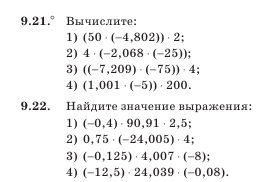 9.21.° Вычислите:
1) (50 · (–4,802)) · 2;
2) 4 · (–2,068 · (–25));
3) ((–7,209) · (–75)) · 4;
4) (1,001 · (–5)) · 200.
9.22. Найдите значение выражения:
1) (–0,4) · 90,91 · 2,5;
2) 0,75 · (–24,005) · 4;
3) (–0,125) · 4,007 · (–8);
4) (–12,5) · 24,039 · (–0,08).